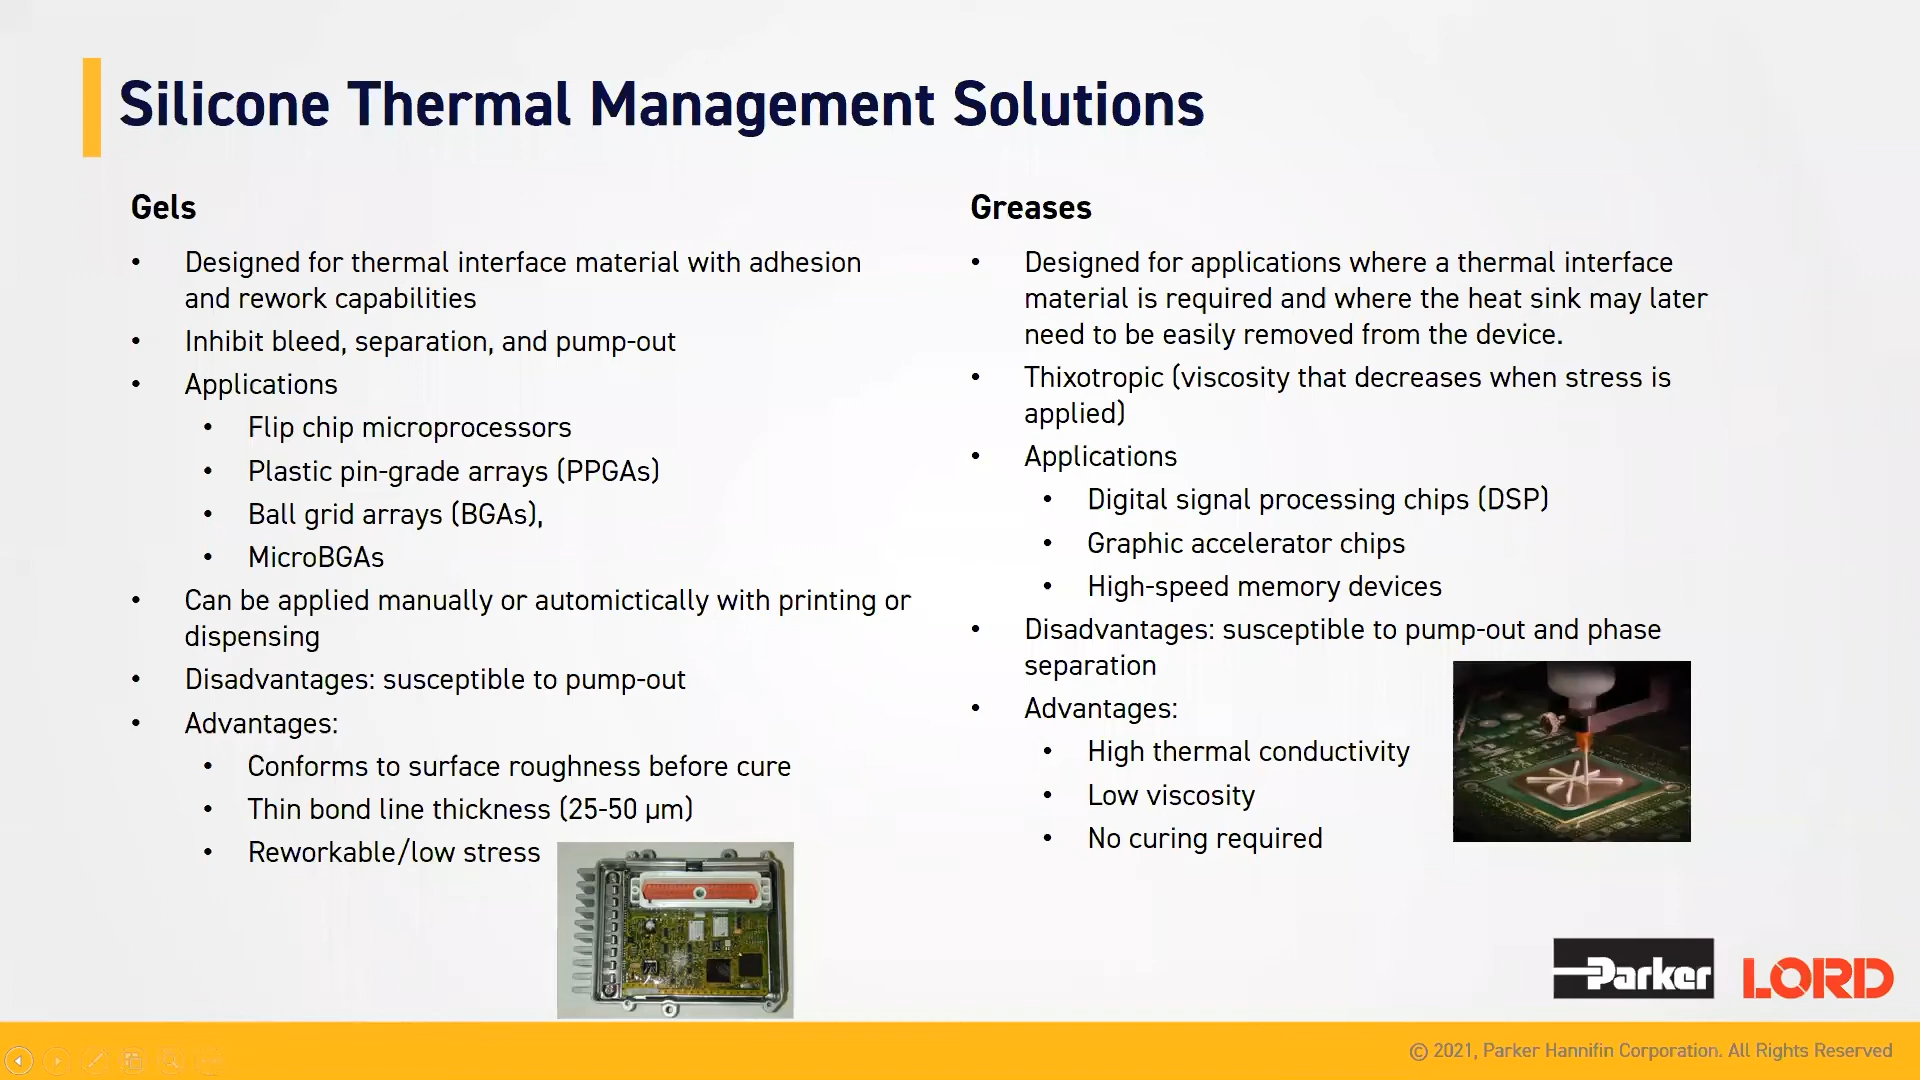 Silicone Thermal Management Solutions
Gels
• Designed for thermal interface material with adhesion
and rework capabilities
• Inhibit bleed, separation, and pump-out
• Applications
• Flip chip microprocessors
• Plastic pin-grade arrays (PPGAs)
• Ball grid arrays (BGAs),
• MicroBGAs
• Can be applied manually or automictically with printing or
dispensing
• Disadvantages: susceptible to pump-out
• Advantages:
• Conforms to surface roughness before cure
• Thin bond line thickness (25-50 µm)
• Reworkable/low stress
Greases
• Designed for applications where a thermal interface
material is required and where the heat sink may later
need to be easily removed from the device.
• Thixotropic (viscosity that decreases when stress is
applied)
• Applications
• Digital signal processing chips (DSP)
• Graphic accelerator chips
• High-speed memory devices
• Disadvantages: susceptible to pump-out and phase
separation
• Advantages:
• High thermal conductivity
• Low viscosity
• No curing required
Parker LORD
© 2021, Parker Hannifin Corporation. All Rights Reserved